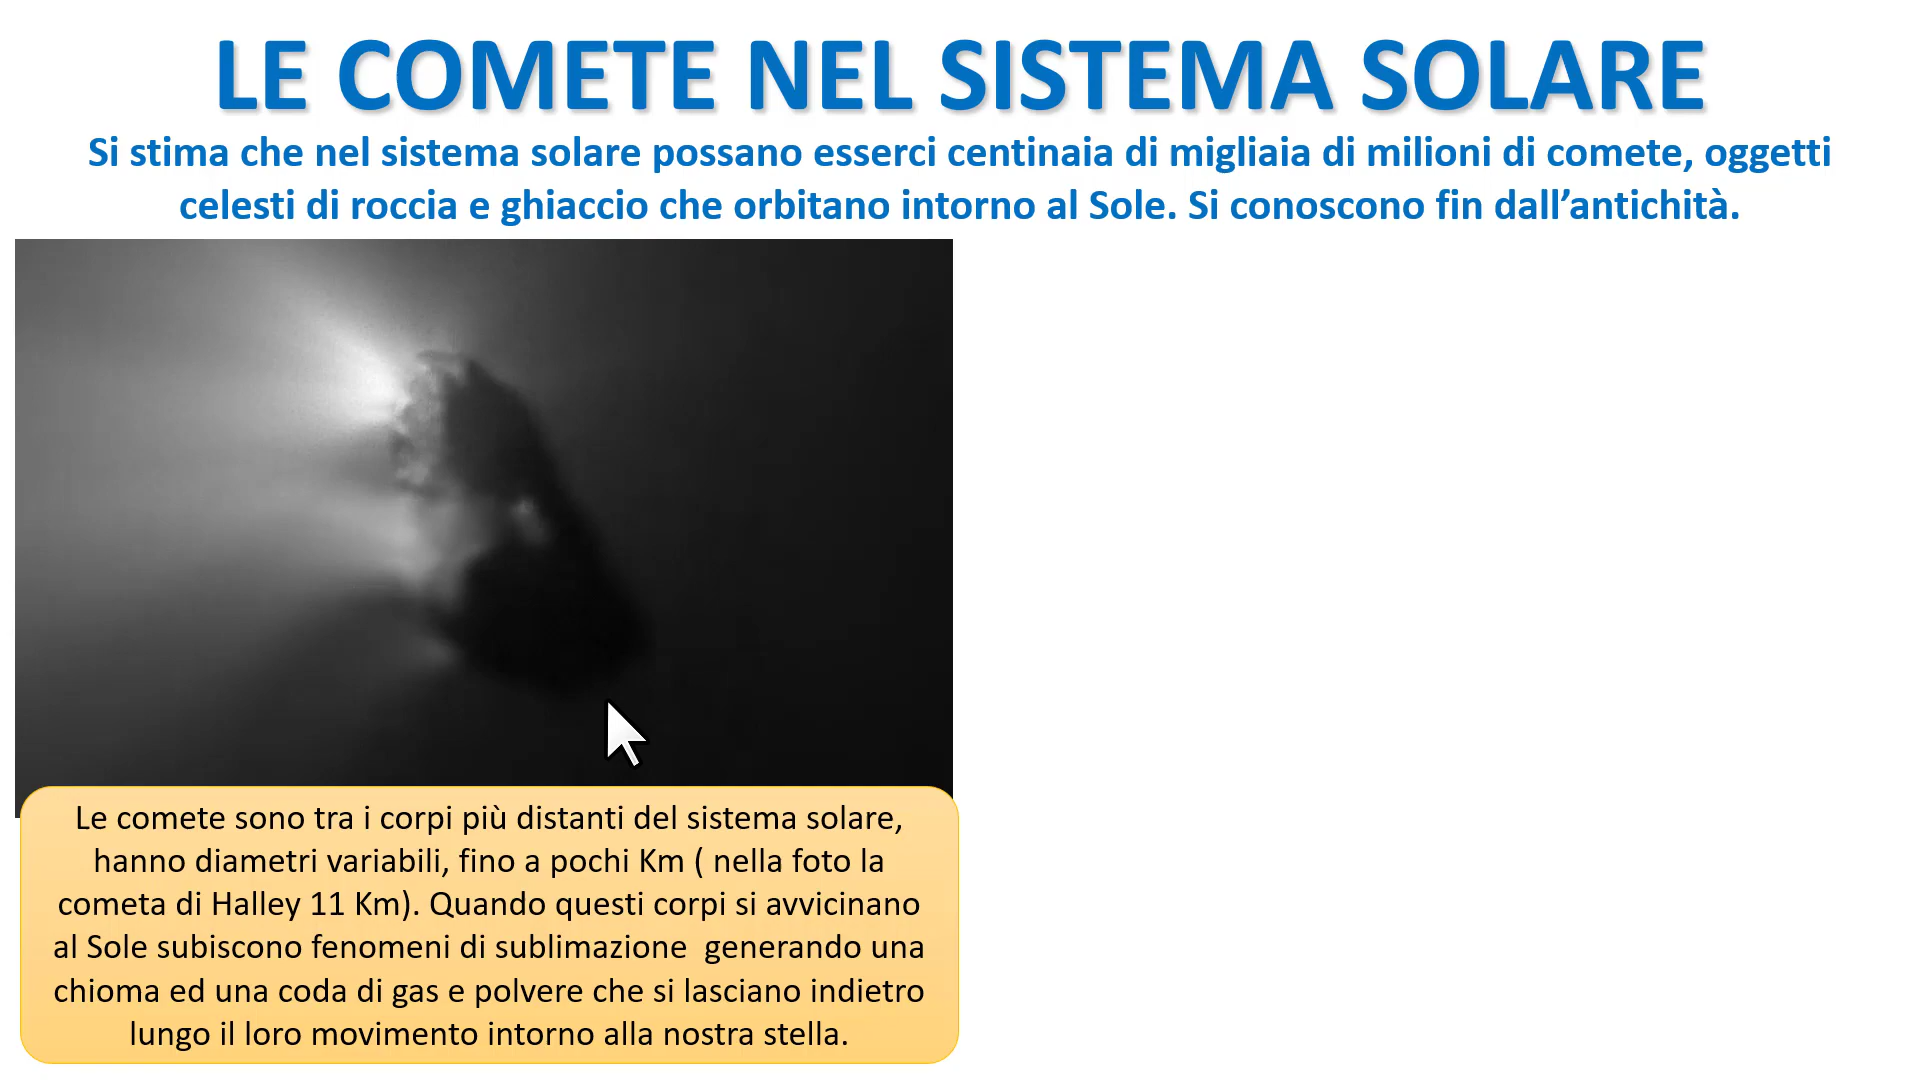 LE COMETE NEL SISTEMA SOLARE
Si stima che nel sistema solare possano esserci centinaia di migliaia di milioni di comete, oggetti
celesti di roccia e ghiaccio che orbitano intorno al Sole. Si conoscono fin dall’antichità.
Le comete sono tra i corpi più distanti del sistema solare,
hanno diametri variabili, fino a pochi Km ( nella foto la
cometa di Halley 11 Km). Quando questi corpi si avvicinano
al Sole subiscono fenomeni di sublimazione  generando una
chioma ed una coda di gas e polvere che si lasciano indietro
lungo il loro movimento intorno alla nostra stella.